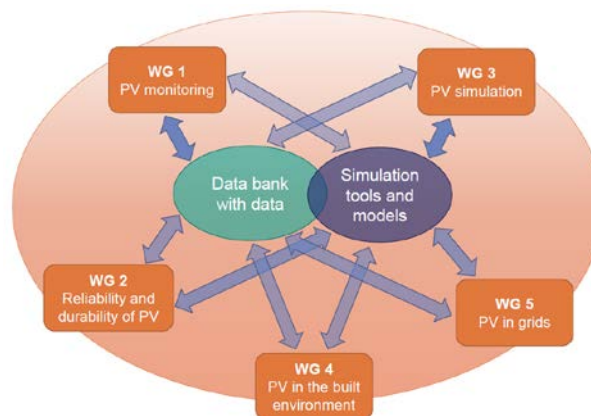 WG 1
PV monitoring
WG 3
PV simulation
Data bank
with data
Simulation
tools and
models
WG 2
Reliability and
durability of PV
WG 5
PV in grids
WG 4
PV in the built
environment